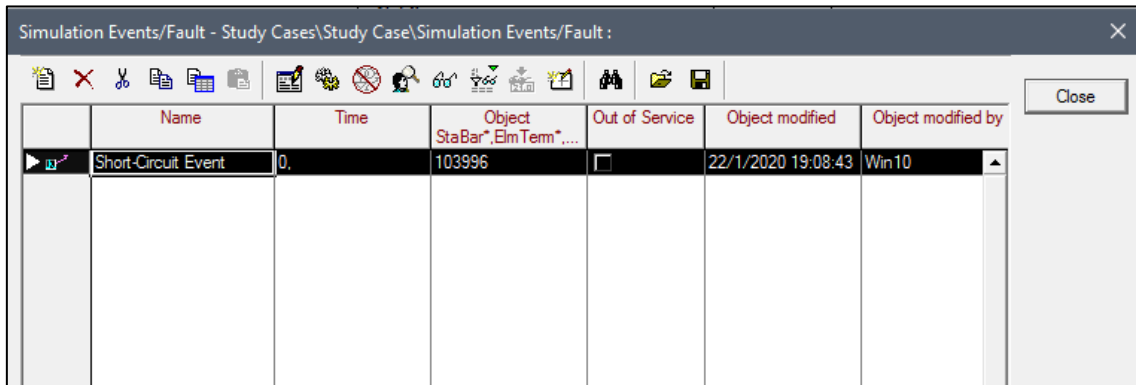 Simulation Events/Fault - Study Cases\Study Case\Simulation Events/Fault :
Close
Name Time Object Out of Service Object modified Object modified by
StaBar*,ElmTerm*,...
Short-Circuit Event 0, 103996 22/1/2020 19:08:43 Win10